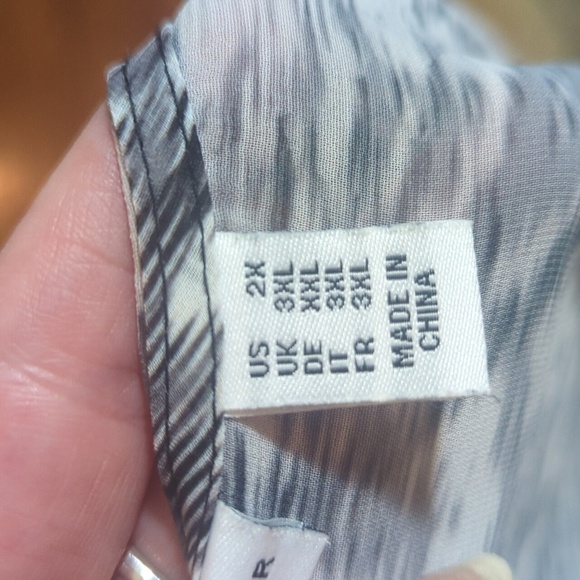 US 2X
UK 3XL
DE XXL
IT 3XL
FR 3XL
MADE IN
CHINA
R